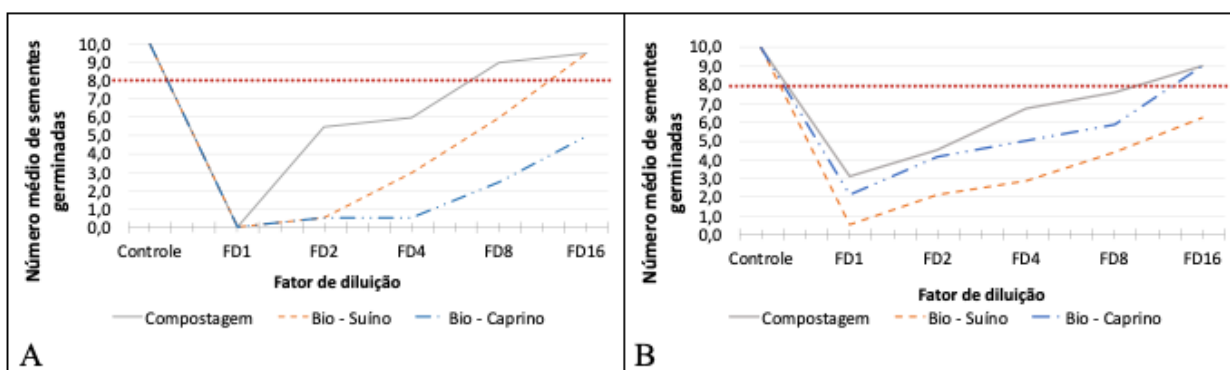 Número médio de sementes
germinadas
10,0
9,0
8,0
7,0
6,0
5,0
4,0
3,0
2,0
1,0
0,0
Controle FD1 FD2 FD4 FD8 FD16
Fator de diluição
Compostagem Bio - Suíno Bio - Caprino
A
Número médio de sementes
germinadas
10,0
9,0
8,0
7,0
6,0
5,0
4,0
3,0
2,0
1,0
0,0
Controle FD1 FD2 FD4 FD8 FD16
Fator de diluição
Compostagem Bio - Suíno Bio - Caprino
B